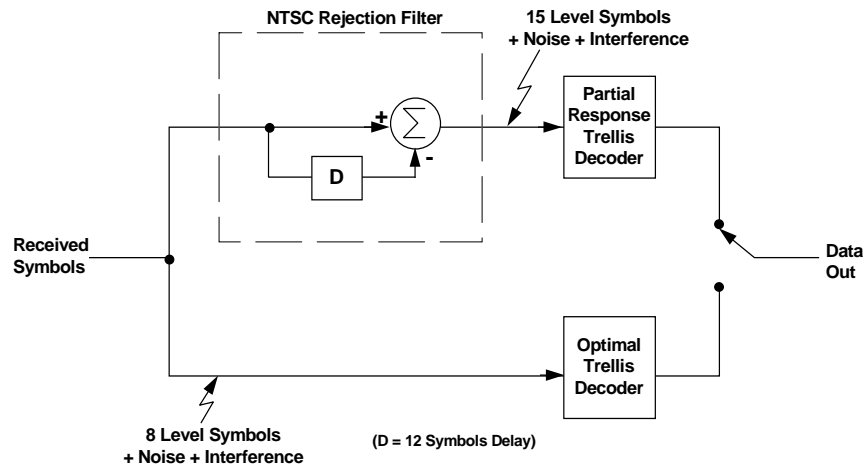 NTSC Rejection Filter
15 Level Symbols
+ Noise + Interference
+
Σ
-
D
Partial
Response
Trellis
Decoder
Received
Symbols
Data
Out
Optimal
Trellis
Decoder
8 Level Symbols
+ Noise + Interference
(D = 12 Symbols Delay)